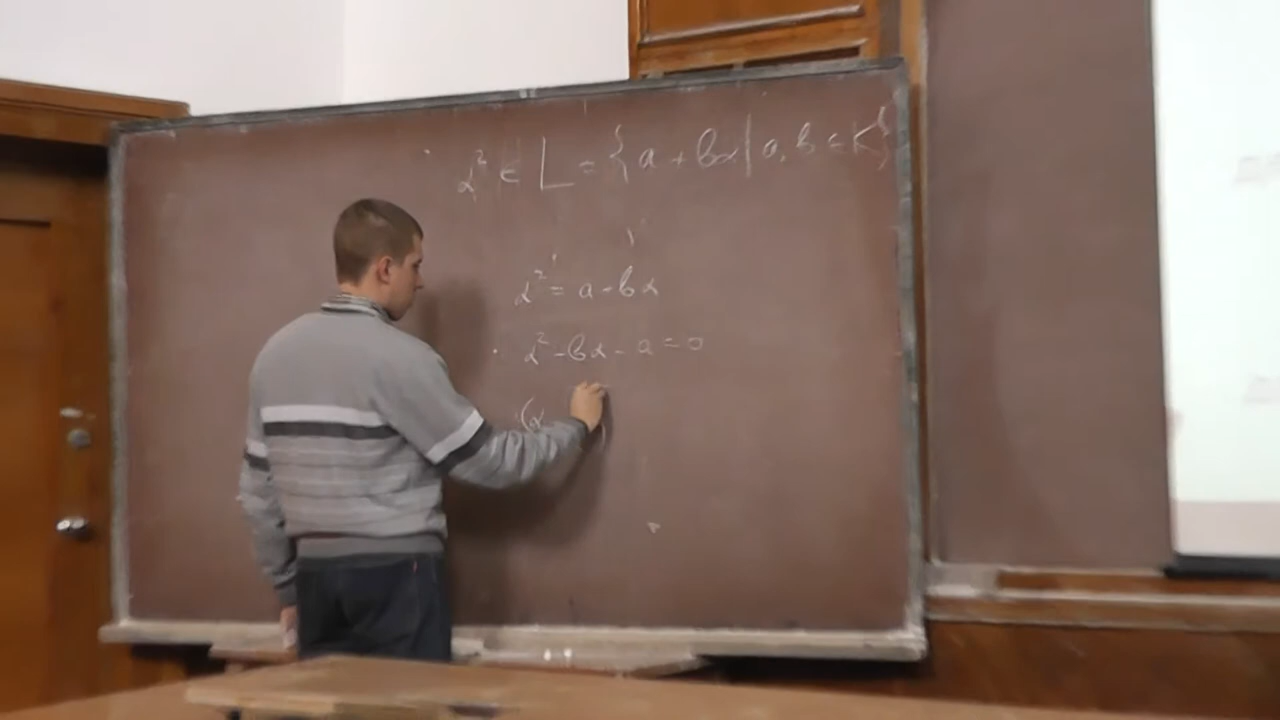 α² ∈ L = {a + bα | a, b ∈ K}
α² = a + bα
α² - bα - a = 0
(α